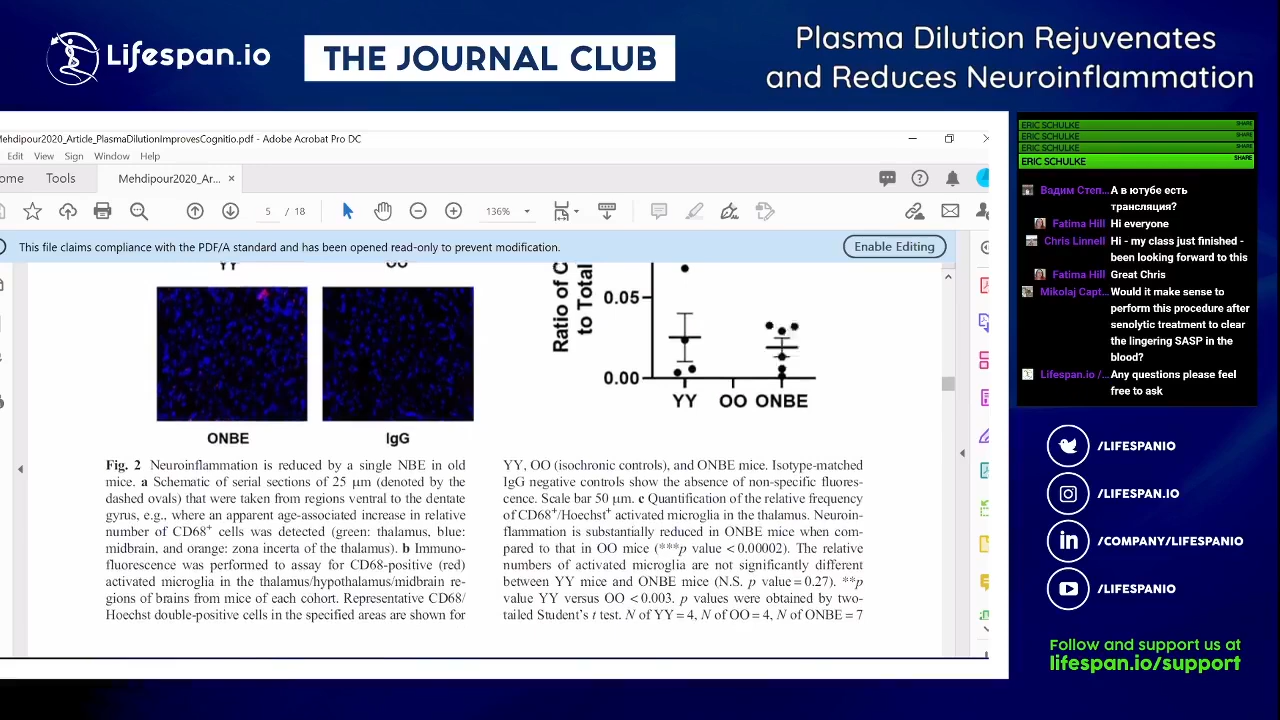 Lifespan.io
THE JOURNAL CLUB
Plasma Dilution Rejuvenates
and Reduces Neuroinflammation
Mehdipour2020_Article_PlasmaDilutionImprovesCognitio.pdf - Adobe Acrobat Pro DC
Edit View Sign Window Help
Tools
Mehdipour2020_Ar... ×
5 / 18
136%
This file claims compliance with the PDF/A standard and has been opened read-only to prevent modification.
Enable Editing
YY OO
ONBE IgG
Ratio of
to Total
0.05
0.00
YY OO ONBE
Fig. 2 Neuroinflammation is reduced by a single NBE in old
mice. a Schematic of serial sections of 25 μm (denoted by the
dashed ovals) that were taken from regions ventral to the dentate
gyrus, e.g., where an apparent age-associated increase in relative
number of CD68+ cells was detected (green: thalamus, blue:
midbrain, and orange: zona incerta of the thalamus). b Immuno-
fluorescence was performed to assay for CD68-positive (red)
activated microglia in the thalamus/hypothalamus/midbrain re-
gions of brains from mice of each cohort. Representative CD68/
Hoechst double-positive cells in the specified areas are shown for
YY, OO (isochronic controls), and ONBE mice. Isotype-matched
IgG negative controls show the absence of non-specific fluores-
cence. Scale bar 50 μm. c Quantification of the relative frequency
of CD68+/Hoechst+ activated microglia in the thalamus. Neuroin-
flammation is substantially reduced in ONBE mice when com-
pared to that in OO mice (***p value < 0.00002). The relative
numbers of activated microglia are not significantly different
between YY mice and ONBE mice (N.S. p value = 0.27). **p
value YY versus OO < 0.003. p values were obtained by two-
tailed Student's t test. N of YY = 4, N of OO = 4, N of ONBE = 7
ERIC SCHULKE SHARE
ERIC SCHULKE SHARE
ERIC SCHULKE SHARE
ERIC SCHULKE SHARE
Вадим Степ... А в ютубе есть
трансляция?
Fatima Hill Hi everyone
Chris Linnell Hi - my class just finished -
been looking forward to this
Fatima Hill Great Chris
Mikolaj Capt... Would it make sense to
perform this procedure after
senolytic treatment to clear
the lingering SASP in the
blood?
Lifespan.io /... Any questions please feel
free to ask
/LIFESPANIO
/LIFESPAN.IO
/COMPANY/LIFESPANIO
/LIFESPANIO
Follow and support us at
lifespan.io/support